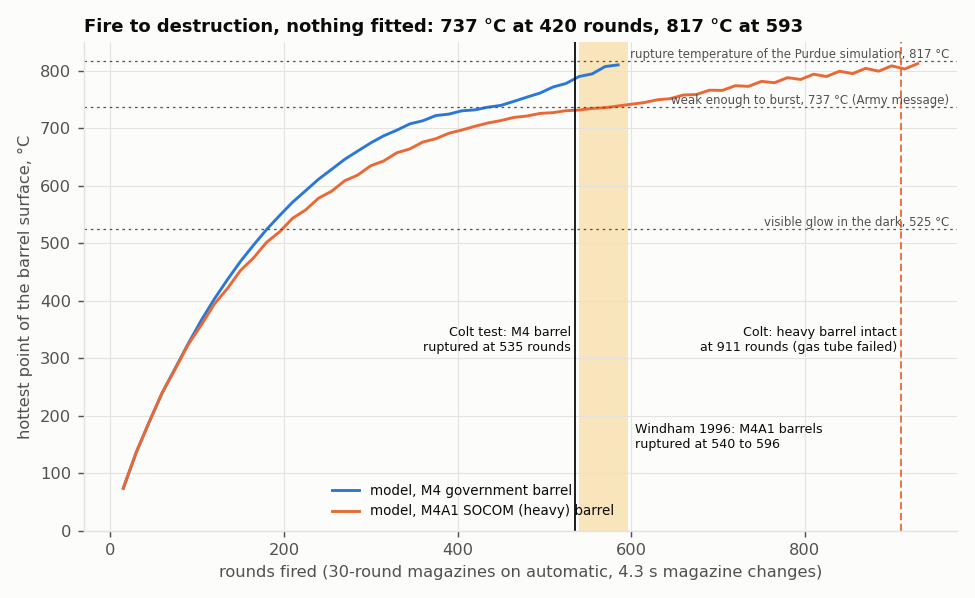 Fire to destruction, nothing fitted: 737 °C at 420 rounds, 817 °C at 593
rupture temperature of the Purdue simulation, 817 °C
weak enough to burst, 737 °C (Army message)
visible glow in the dark, 525 °C
Colt test: M4 barrel
ruptured at 535 rounds
Colt: heavy barrel intact
at 911 rounds (gas tube failed)
Windham 1996: M4A1 barrels
ruptured at 540 to 596
model, M4 government barrel
model, M4A1 SOCOM (heavy) barrel
hottest point of the barrel surface, °C
800
700
600
500
400
300
200
100
0
0 200 400 600 800
rounds fired (30-round magazines on automatic, 4.3 s magazine changes)